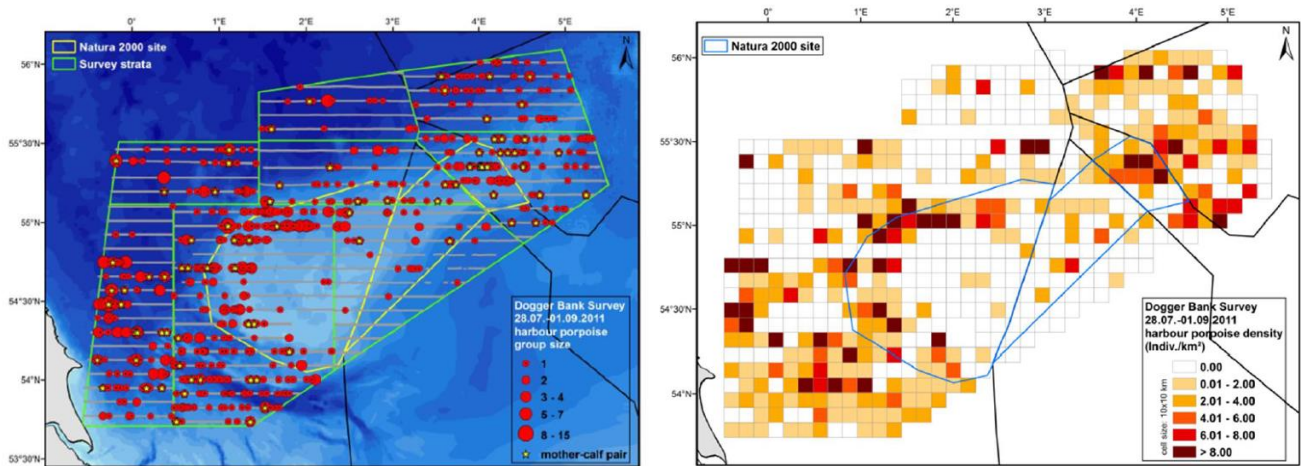 0° 1°E 2°E 3°E 4°E 5°E
Natura 2000 site
Survey strata
N
56°N
55°30'N
55°N
54°30'N
54°N
53°30'N
Dogger Bank Survey
28.07.-01.09.2011
harbour porpoise
group size
1
2
3 - 4
5 - 7
8 - 15
mother-calf pair
0° 1°E 2°E 3°E 4°E 5°E
Natura 2000 site
N
56°N
55°30'N
55°N
54°30'N
54°N
Dogger Bank Survey
28.07.-01.09.2011
harbour porpoise density
(Indiv./km²)
cell size: 10x10 km
0.00
0.01 - 2.00
2.01 - 4.00
4.01 - 6.00
6.01 - 8.00
> 8.00